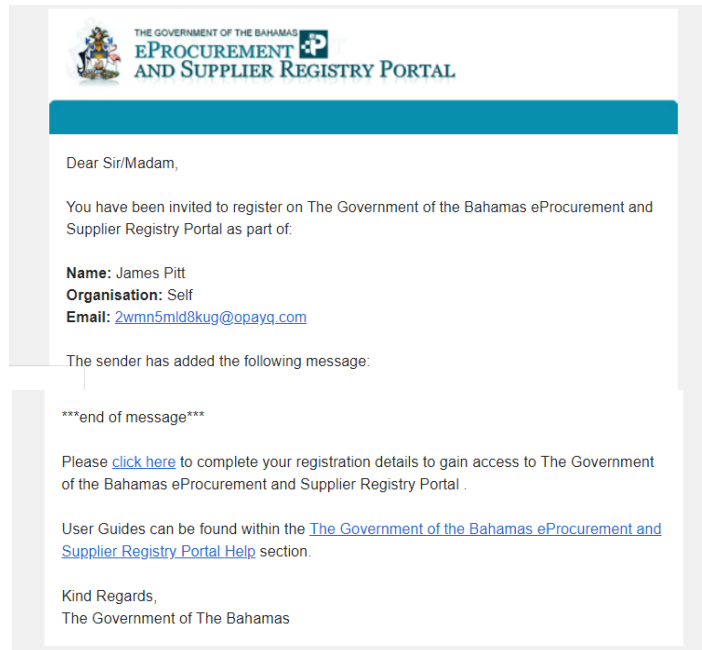 THE GOVERNMENT OF THE BAHAMAS
EPROCUREMENT eP
AND SUPPLIER REGISTRY PORTAL
Dear Sir/Madam,
You have been invited to register on The Government of the Bahamas eProcurement and
Supplier Registry Portal as part of:
Name: James Pitt
Organisation: Self
Email: 2wmn5mld8kug@opayq.com
The sender has added the following message:
***end of message***
Please click here to complete your registration details to gain access to The Government
of the Bahamas eProcurement and Supplier Registry Portal .
User Guides can be found within the The Government of the Bahamas eProcurement and
Supplier Registry Portal Help section.
Kind Regards,
The Government of The Bahamas